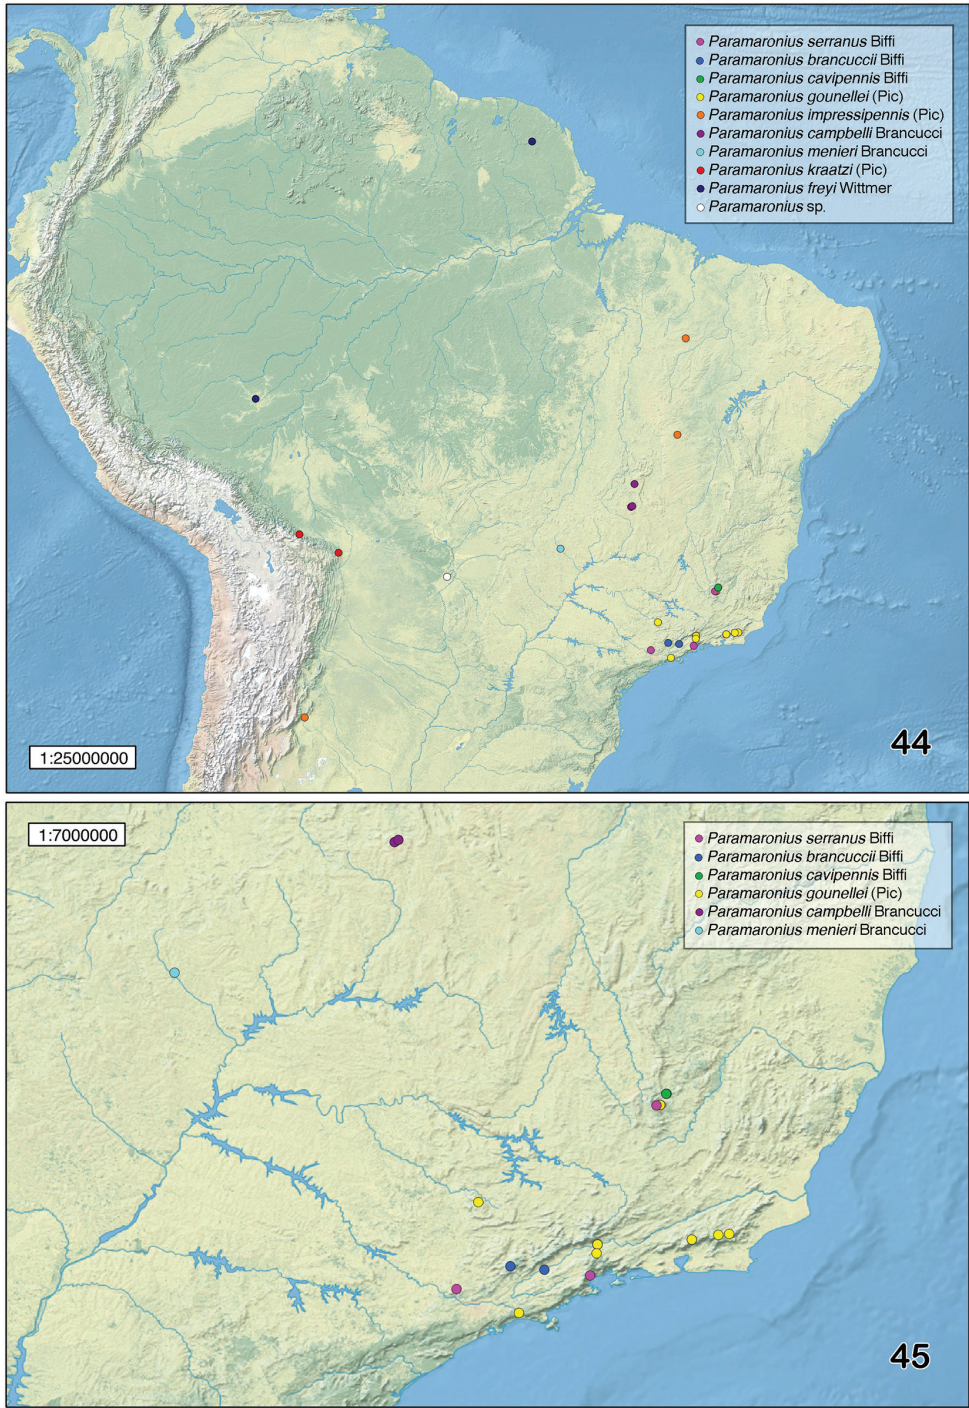 Paramaronius serranus Biffi
Paramaronius brancuccii Biffi
Paramaronius cavipennis Biffi
Paramaronius gounellei (Pic)
Paramaronius impressipennis (Pic)
Paramaronius campbelli Brancucci
Paramaronius menieri Brancucci
Paramaronius kraatzi (Pic)
Paramaronius freyi Wittmer
Paramaronius sp.
1:25000000
44
1:7000000
Paramaronius serranus Biffi
Paramaronius brancuccii Biffi
Paramaronius cavipennis Biffi
Paramaronius gounellei (Pic)
Paramaronius campbelli Brancucci
Paramaronius menieri Brancucci
45